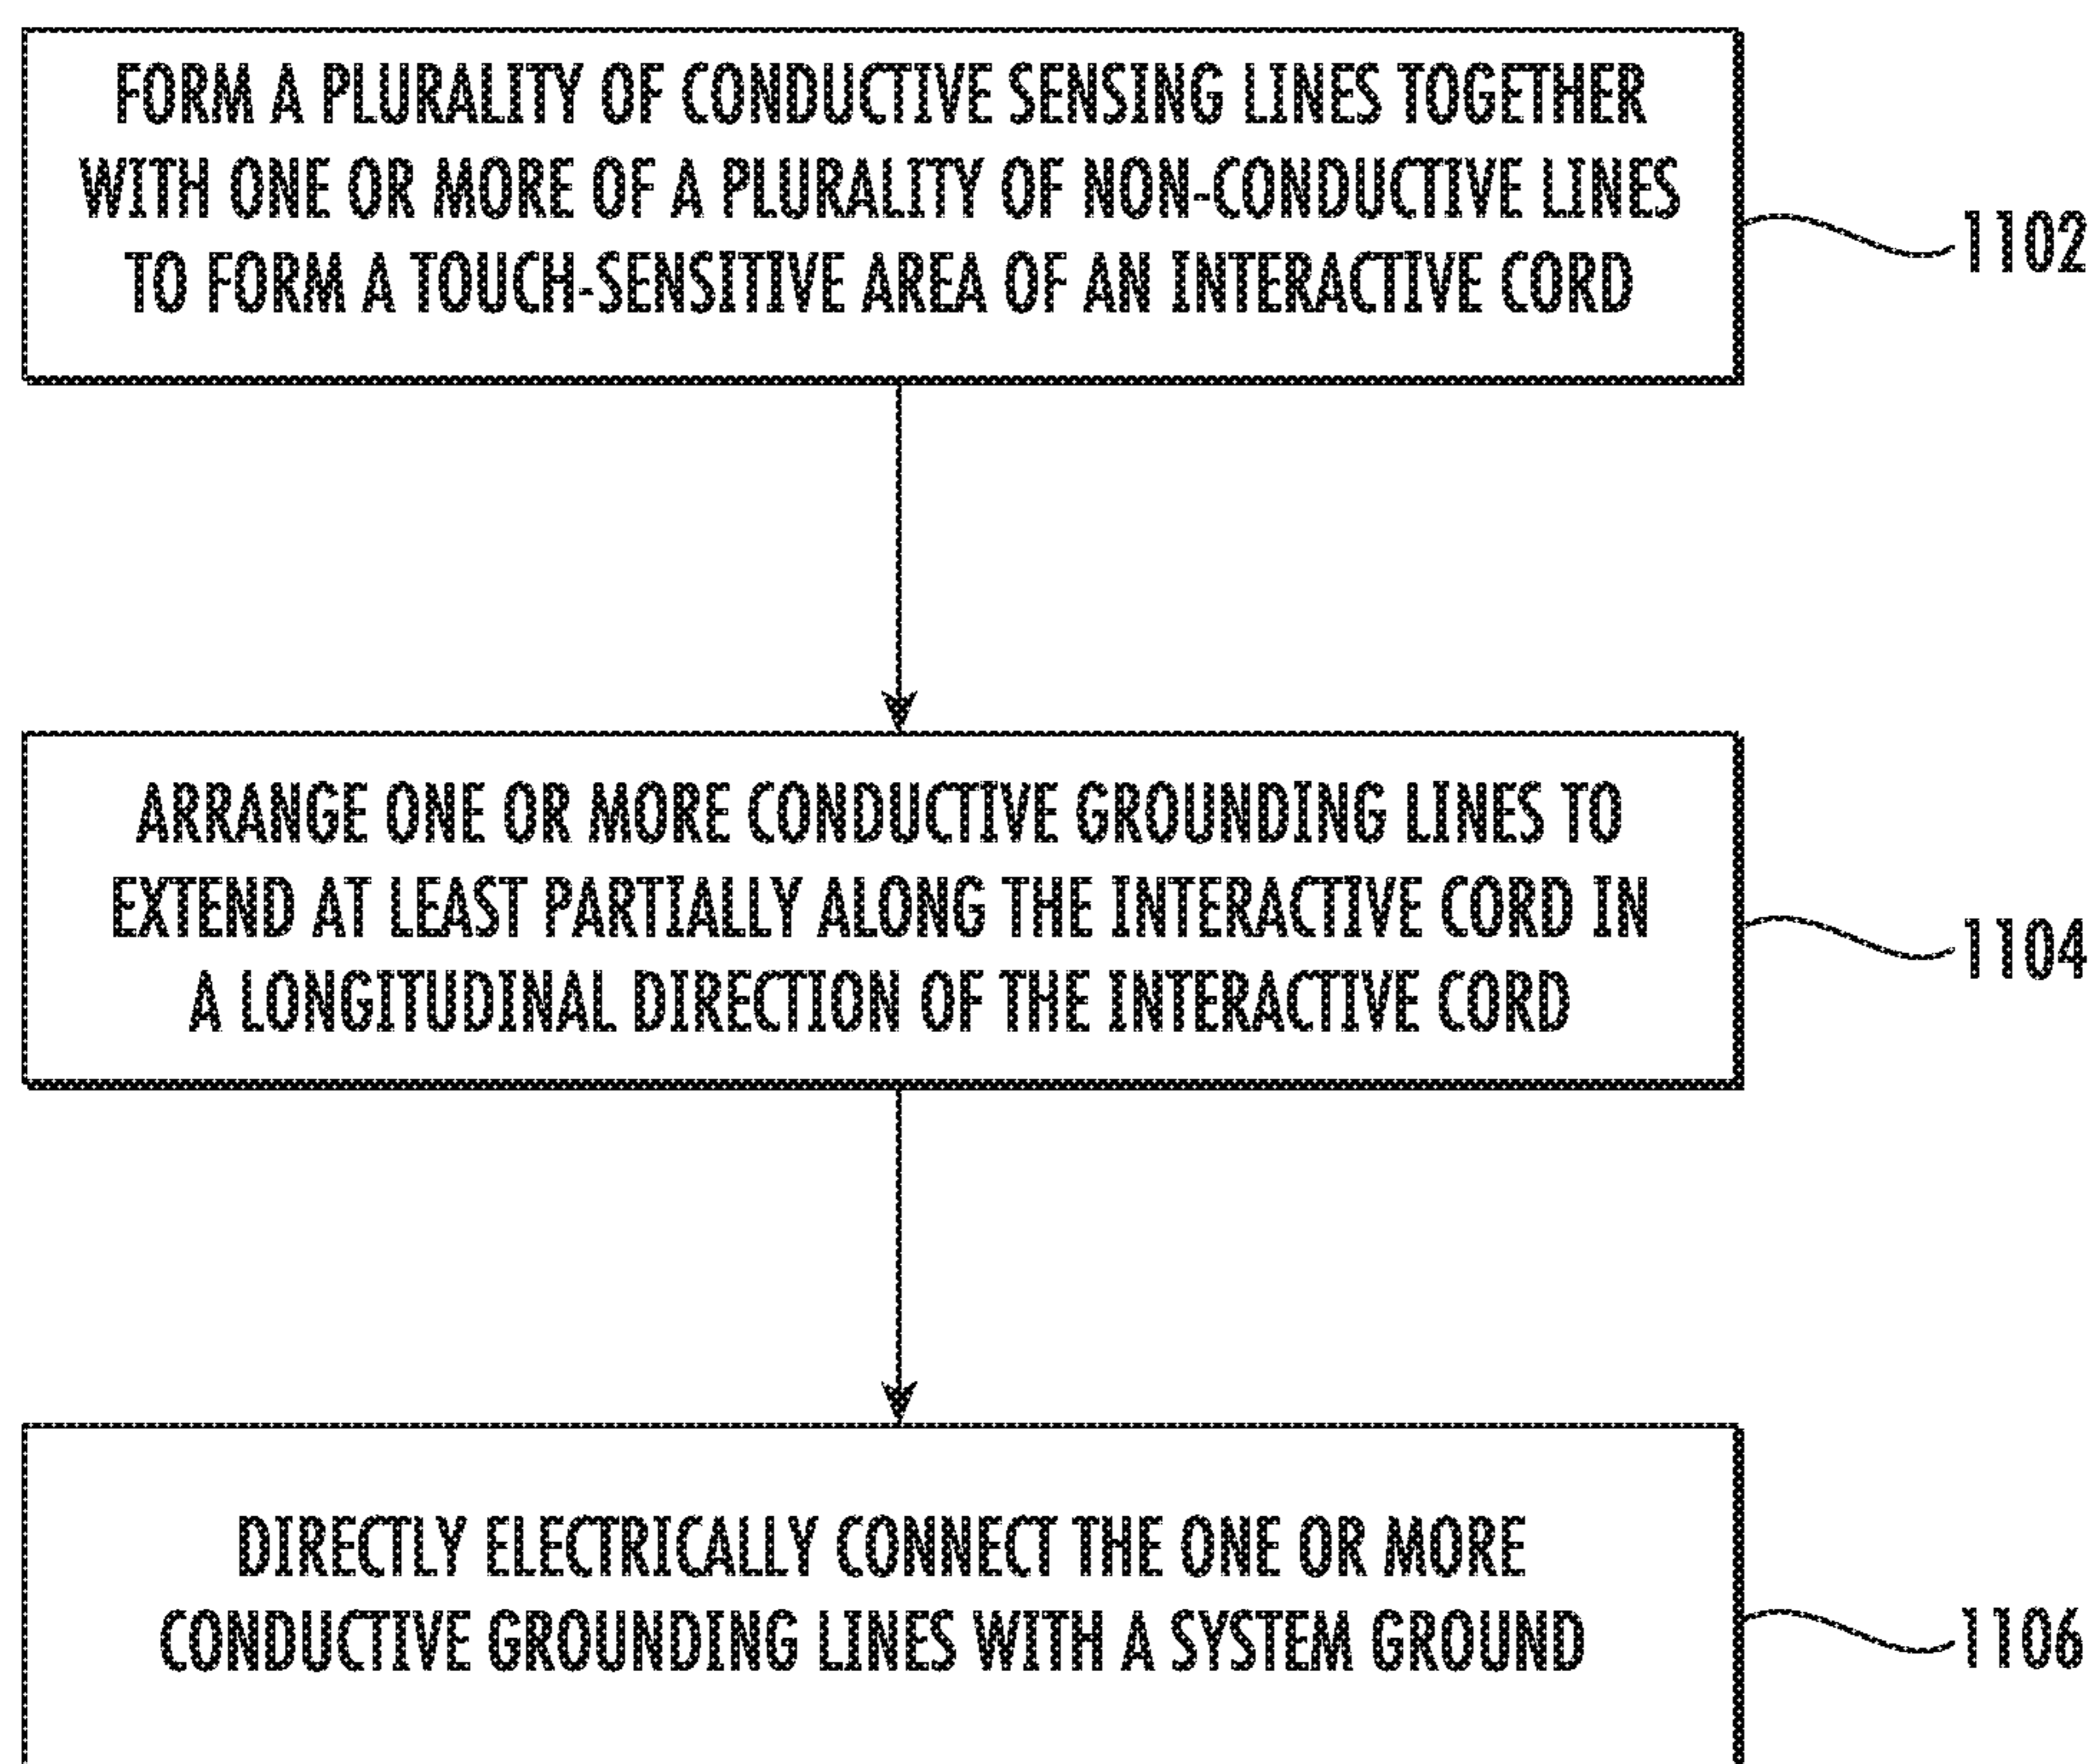 FORM A PLURALITY OF CONDUCTIVE SENSING LINES TOGETHER
WITH ONE OR MORE OF A PLURALITY OF NON-CONDUCTIVE LINES
TO FORM A TOUCH-SENSITIVE AREA OF AN INTERACTIVE CORD
1102
ARRANGE ONE OR MORE CONDUCTIVE GROUNDING LINES TO
EXTEND AT LEAST PARTIALLY ALONG THE INTERACTIVE CORD IN
A LONGITUDINAL DIRECTION OF THE INTERACTIVE CORD
1104
DIRECTLY ELECTRICALLY CONNECT THE ONE OR MORE
CONDUCTIVE GROUNDING LINES WITH A SYSTEM GROUND
1106